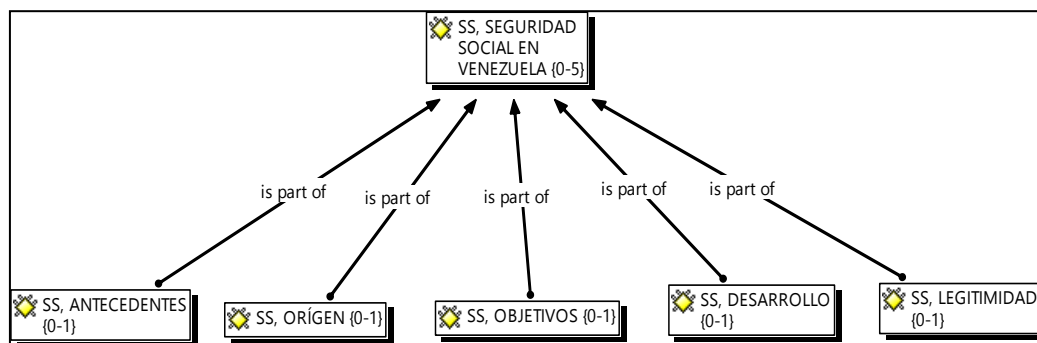 SS, SEGURIDAD
SOCIAL EN
VENEZUELA {0-5}
is part of
is part of
is part of
is part of
is part of
SS, ANTECEDENTES
{0-1}
SS, ORÍGEN {0-1}
SS, OBJETIVOS {0-1}
SS, DESARROLLO
{0-1}
SS, LEGITIMIDAD
{0-1}